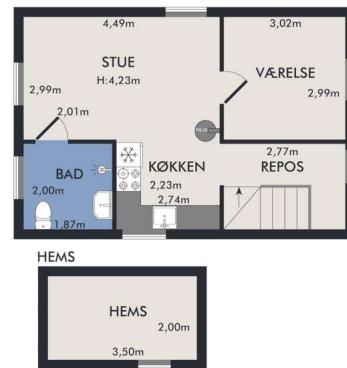 4,49m
3,02m
STUE
H:4,23m
VÆRELSE
2,99m
2,99m
2,01m
2,77m
BAD
KØKKEN
REPOS
2,00m
2,23m
2,74m
1,87m
HEMS
HEMS
2,00m
3,50m